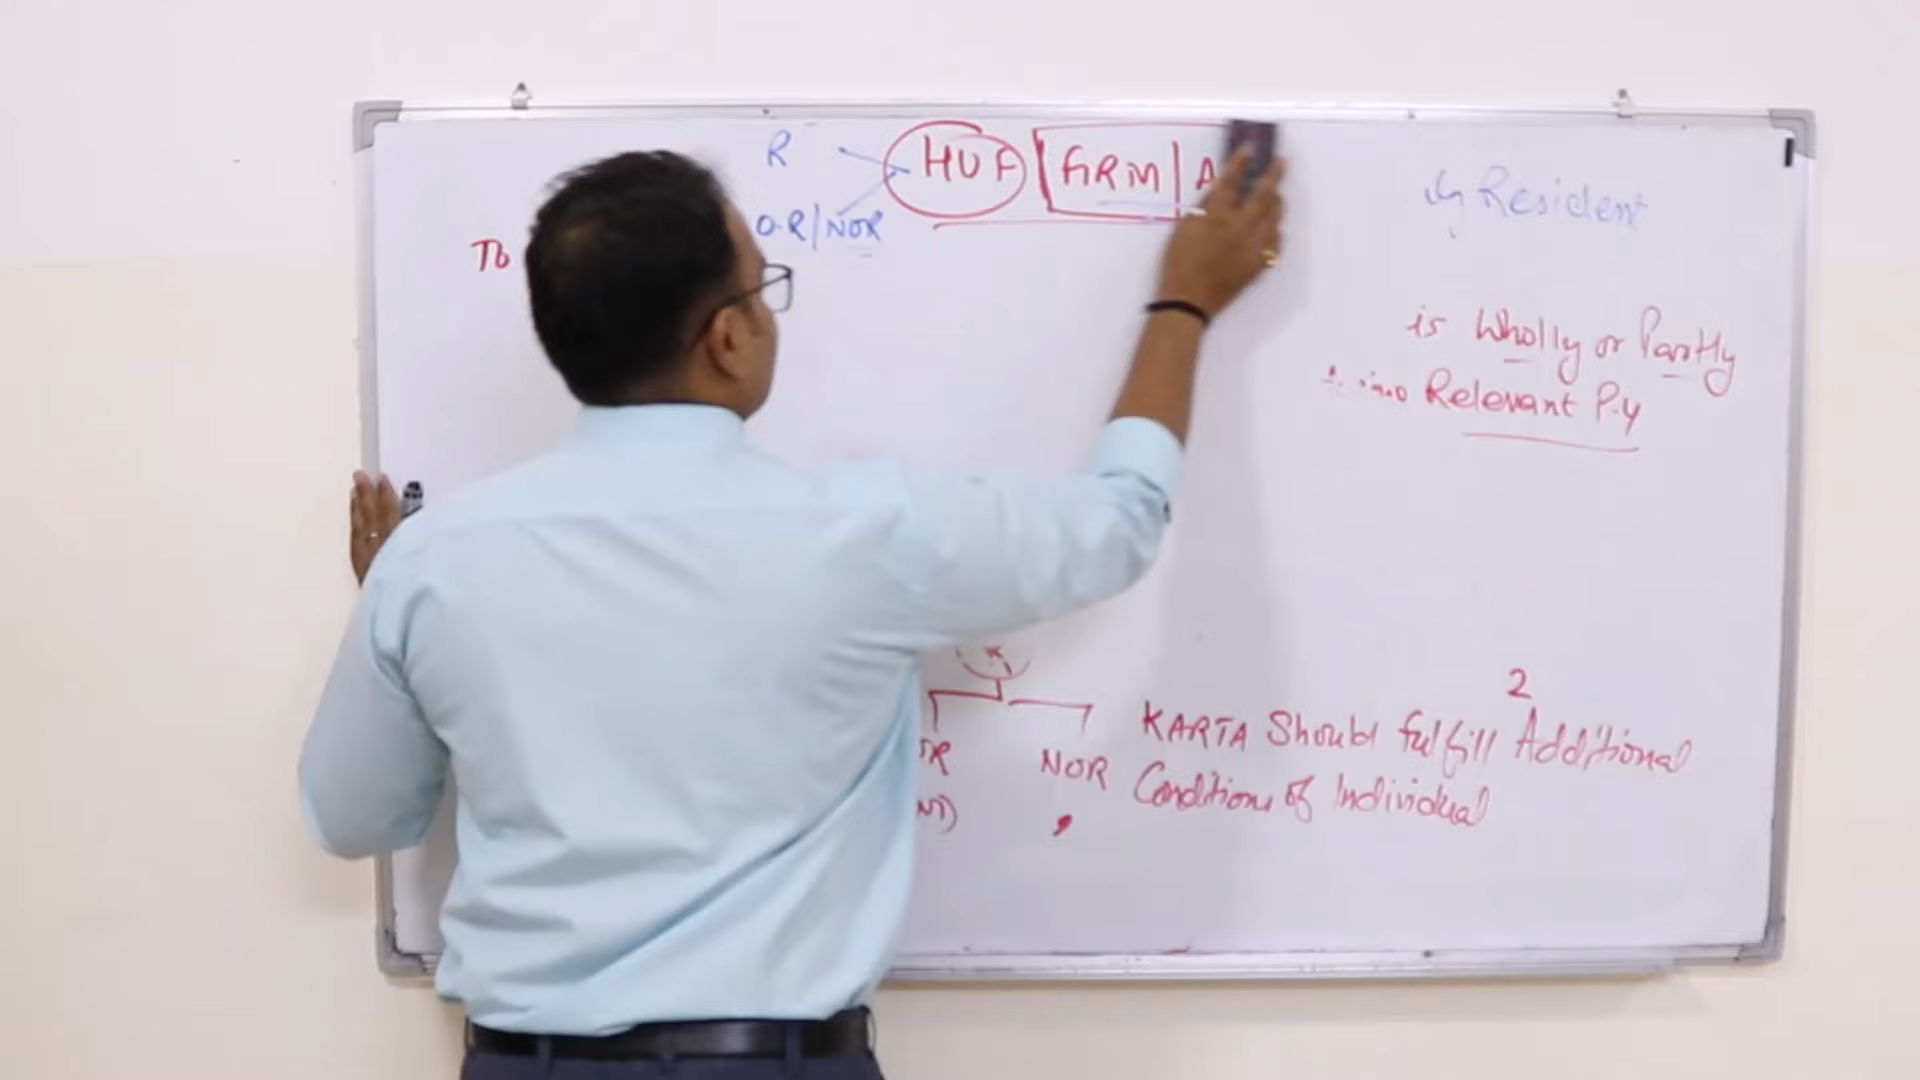 R
HUF | FIRM | A
O-R/NOR
To
ly Resident
is Wholly or Partly
Relevant P.Y
2
OR
NOR
KARTA Should fulfill Additional
Conditions of Individual